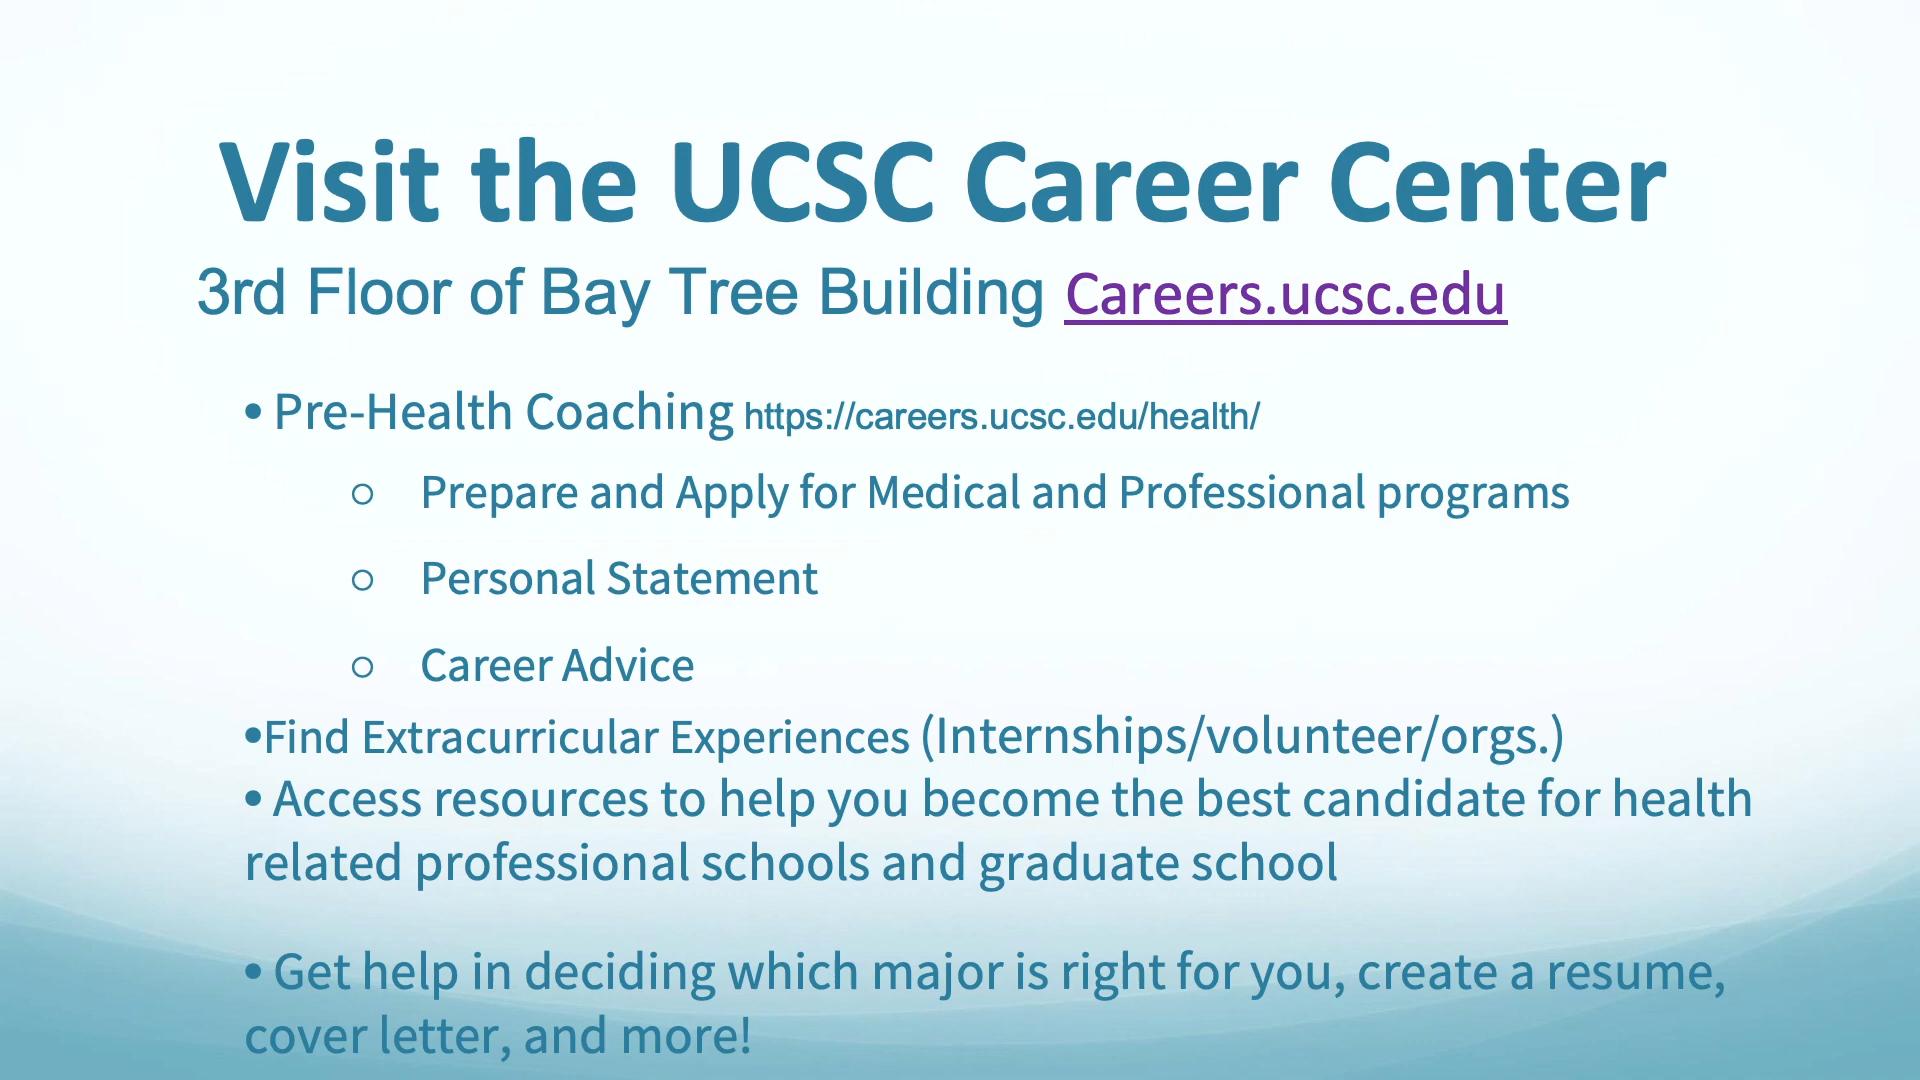 Visit the UCSC Career Center
3rd Floor of Bay Tree Building Careers.ucsc.edu
• Pre-Health Coaching https://careers.ucsc.edu/health/
○ Prepare and Apply for Medical and Professional programs
○ Personal Statement
○ Career Advice
•Find Extracurricular Experiences (Internships/volunteer/orgs.)
• Access resources to help you become the best candidate for health
related professional schools and graduate school
• Get help in deciding which major is right for you, create a resume,
cover letter, and more!